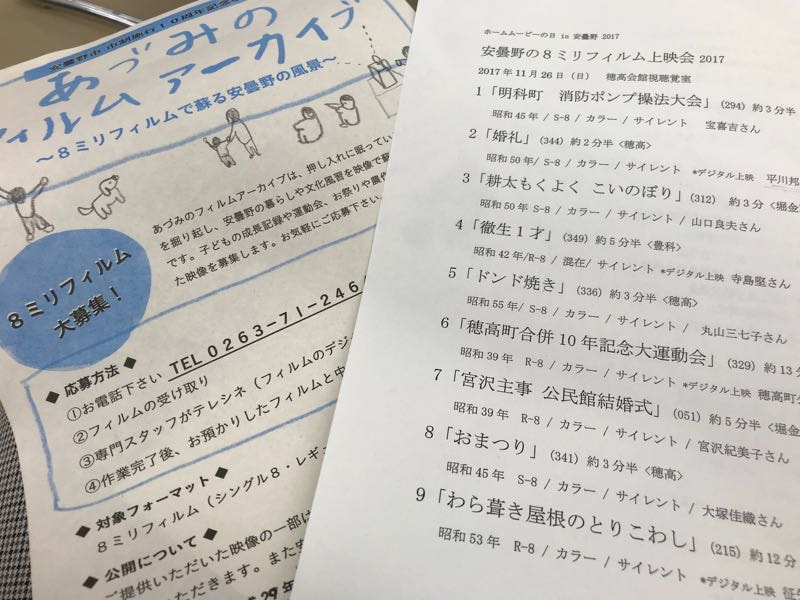 安曇野市 市制施行10周年記念
あづみの
フィルム アーカイブ
～8ミリフィルムで蘇る安曇野の風景～
あづみのフィルムアーカイブは、押し入れに眠ってい
を掘り起し、安曇野の暮らしや文化風習を映像で蘇
です。子どもの成長記録や運動会、お祭りや農作
た映像を募集します。お気軽にご応募下さい。
8ミリフィルム
大募集！
TEL 0263-71-246
◆ 応募方法 ◆
①お電話下さい
②フィルムの受け取り
③専門スタッフがテレシネ（フィルムのデジ
④作業完了後、お預かりしたフィルムと中
◆ 対象フォーマット ◆
8ミリフィルム（シングル8・レギ
◆ 公開について ◆
ご提供いただいた映像の一部は
いただきます。また安
29年
ホームムービーの日 in 安曇野 2017
安曇野の8ミリフィルム上映会 2017
2017年11月26日（日） 穂高会館視聴覚室
1「明科町 消防ポンプ操法大会」(294) 約3分半
昭和45年/ S-8 / カラー / サイレント 宝喜吉さん
2「婚礼」(344) 約2分半 <穂高>
昭和50年/ S-8 / カラー / サイレント *デジタル上映 平川邦
3「耕太もくよく こいのぼり」(312) 約3分 <堀金
昭和50年 S-8 / カラー / サイレント / 山口良夫さん
4「徹生1才」(349) 約5分半 <豊科>
昭和42年/R-8 / 混在/ サイレント *デジタル上映 寺島堅さん
5「ドンド焼き」(336) 約3分半 <穂高>
昭和55年/ S-8 / カラー / サイレント / 丸山三七子さん
6「穂高町合併10年記念大運動会」(329) 約13分
昭和39年 R-8 / カラー / サイレント *デジタル上映 穂高町
7「宮沢主事 公民館結婚式」(051) 約5分半 <堀金
昭和39年 R-8 / カラー / サイレント / 宮沢紀美子さん
8「おまつり」(341) 約3分半 <穂高>
昭和45年 S-8 / カラー / サイレント / 大塚佳織さん
9「わら葺き屋根のとりこわし」(215) 約12分
昭和53年 R-8 / カラー / サイレント *デジタル上映